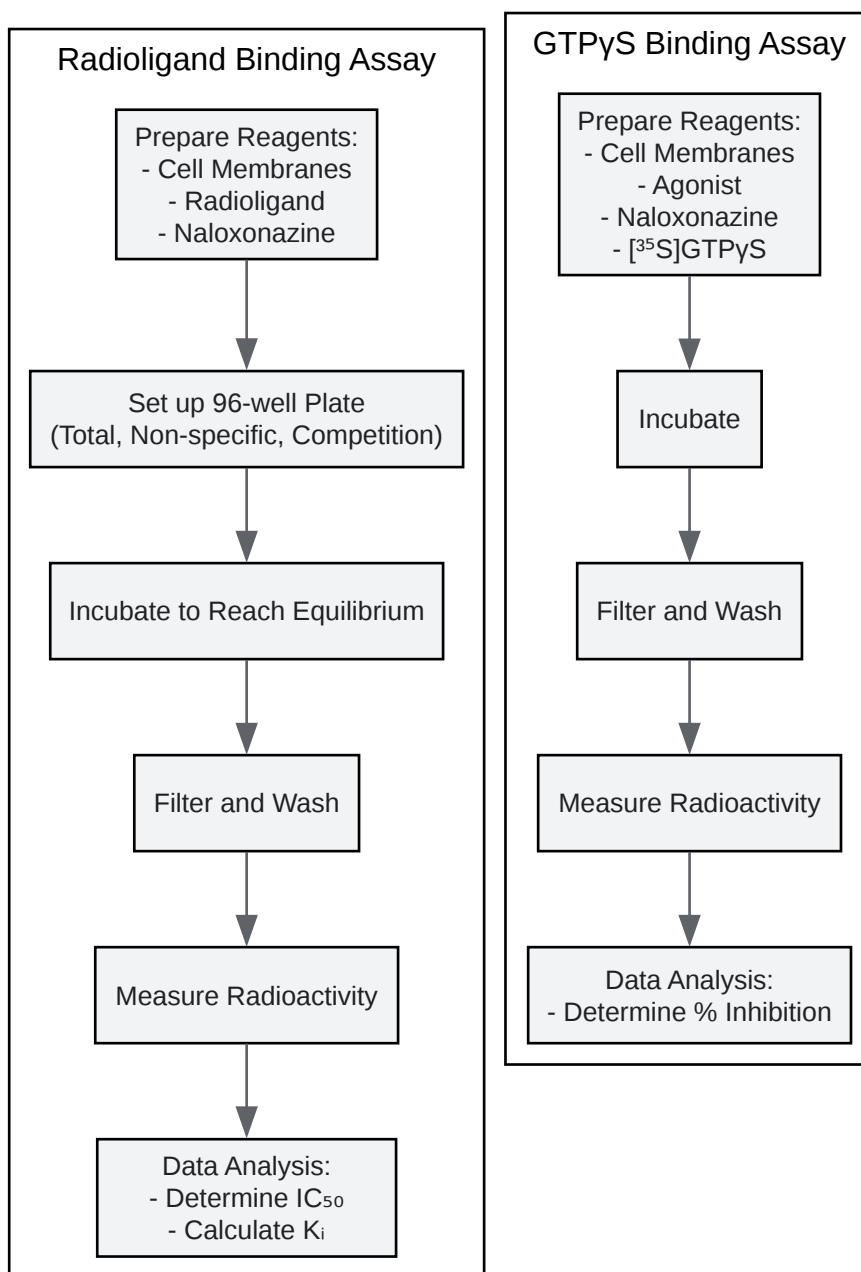 Radioligand Binding Assay
Prepare Reagents:
- Cell Membranes
- Radioligand
- Naloxonazine
Set up 96-well Plate
(Total, Non-specific, Competition)
Incubate to Reach Equilibrium
Filter and Wash
Measure Radioactivity
Data Analysis:
- Determine IC₅₀
- Calculate Kᵢ
GTPγS Binding Assay
Prepare Reagents:
- Cell Membranes
- Agonist
- Naloxonazine
- [³⁵S]GTPγS
Incubate
Filter and Wash
Measure Radioactivity
Data Analysis:
- Determine % Inhibition